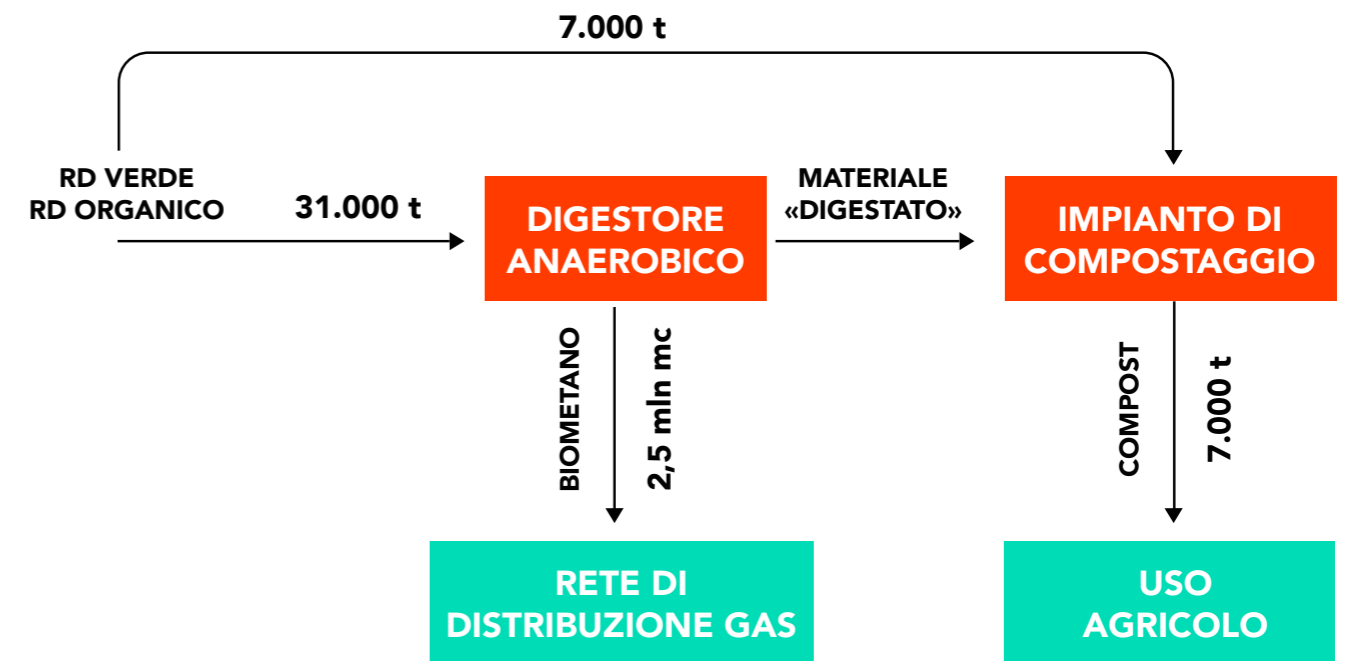 7.000 t
RD VERDE
RD ORGANICO
31.000 t
DIGESTORE
ANAEROBICO
MATERIALE
«DIGESTATO»
IMPIANTO DI
COMPOSTAGGIO
BIOMETANO
2,5 mln mc
COMPOST
7.000 t
RETE DI
DISTRIBUZIONE GAS
USO
AGRICOLO